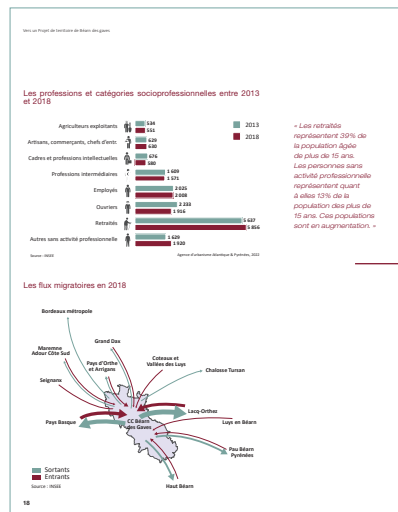 Vers un Projet de territoire de Béarn des gaves
Les professions et catégories socioprofessionnelles entre 2013
et 2018
Agriculteurs exploitants
534
551
Artisans, commerçants, chefs d'entr.
629
630
Cadres et professions intellectuelles
676
580
Professions intermédiaires
1 609
1 571
Employés
2 025
2 008
Ouvriers
2 233
1 916
Retraités
5 637
5 856
Autres sans activité professionnelle
1 629
1 920
2013
2018
Source : INSEE
Agence d'urbanisme Atlantique & Pyrénées, 2022
« Les retraités
représentent 39% de
la population âgée
de plus de 15 ans.
Les personnes sans
activité professionnelle
représentent quant
à elles 13% de la
population des plus de
15 ans. Ces populations
sont en augmentation. »
Les flux migratoires en 2018
Bordeaux métropole
Grand Dax
Maremne
Adour Côte Sud
Pays d'Orthe
et Arrigans
Coteaux et
Vallées des Luys
Chalosse Tursan
Seignanx
Lacq-Orthez
Pays Basque
CC Béarn
des Gaves
Luys en Béarn
Pau Béarn
Pyrénées
Haut Béarn
Sortants
Entrants
Source : INSEE
18